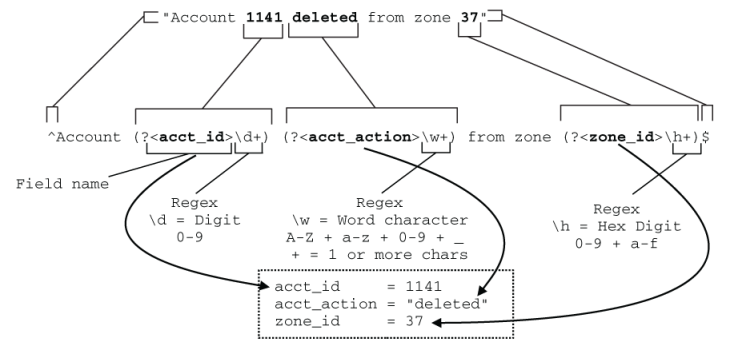 "Account 1141 deleted from zone 37"
^Account (?<acct_id>\d+) (?<acct_action>\w+) from zone (?<zone_id>\h+)$
Field name
Regex
\d = Digit
0-9
Regex
\w = Word character
A-Z + a-z + 0-9 + _
+ = 1 or more chars
Regex
\h = Hex Digit
0-9 + a-f
acct_id = 1141
acct_action = "deleted"
zone_id = 37